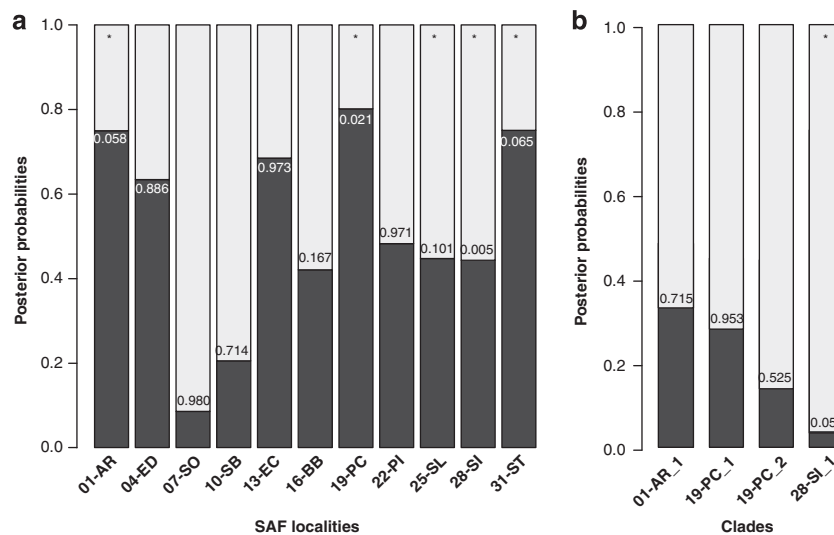 a
Posterior probabilities
1.0
0.8
0.6
0.4
0.2
0.0
* * * * *
0.058
0.886
0.980
0.714
0.973
0.167
0.021
0.971
0.101
0.005
0.065
01-AR
04-ED
07-SO
10-SB
13-EC
16-BB
19-PC
22-PI
25-SL
28-SI
31-ST
SAF localities
b
Posterior probabilities
1.0
0.8
0.6
0.4
0.2
0.0
*
0.715
0.953
0.525
0.05
01-AR_1
19-PC_1
19-PC_2
28-SI_1
Clades